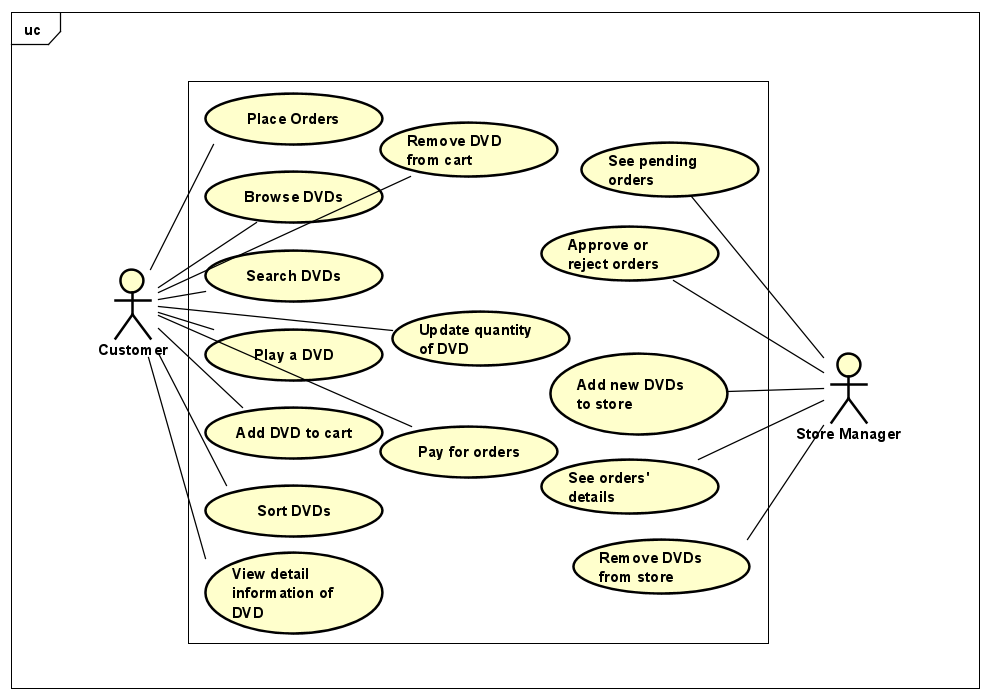 uc
Place Orders
Remove DVD
from cart
See pending
orders
Browse DVDs
Approve or
reject orders
Search DVDs
Update quantity
of DVD
Play a DVD
Customer
Add new DVDs
to store
Add DVD to cart
Pay for orders
Store Manager
See orders'
details
Sort DVDs
Remove DVDs
from store
View detail
information of
DVD